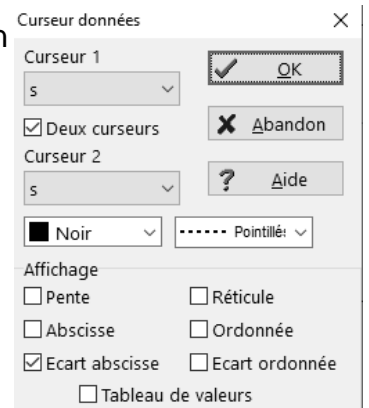 Curseur données
n
Curseur 1
s
OK
Deux curseurs
Abandon
Curseur 2
s
Aide
Noir
Pointillé
Affichage
Pente
Réticule
Abscisse
Ordonnée
Ecart abscisse
Ecart ordonnée
Tableau de valeurs